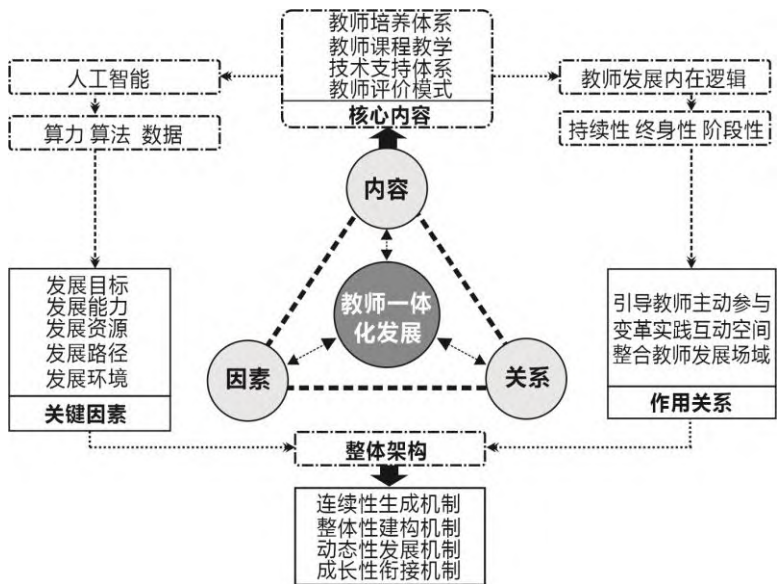 教师培养体系
教师课程教学
技术支持体系
教师评价模式
核心内容
人工智能
算力 算法 数据
教师发展内在逻辑
持续性 终身性 阶段性
内容
教师一体
化发展
因素
关系
发展目标
发展能力
发展资源
发展路径
发展环境
关键因素
引导教师主动参与
变革实践互动空间
整合教师发展场域
作用关系
整体架构
连续性生成机制
整体性建构机制
动态性发展机制
成长性衔接机制